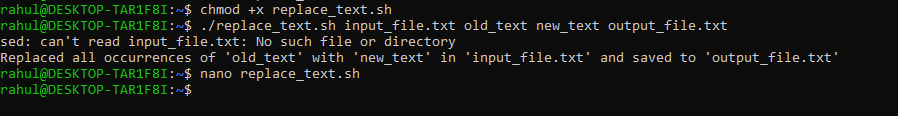 rahul@DESKTOP-TAR1F8I:~$ chmod +x replace_text.sh
rahul@DESKTOP-TAR1F8I:~$ ./replace_text.sh input_file.txt old_text new_text output_file.txt
sed: can't read input_file.txt: No such file or directory
Replaced all occurrences of 'old_text' with 'new_text' in 'input_file.txt' and saved to 'output_file.txt'
rahul@DESKTOP-TAR1F8I:~$ nano replace_text.sh
rahul@DESKTOP-TAR1F8I:~$